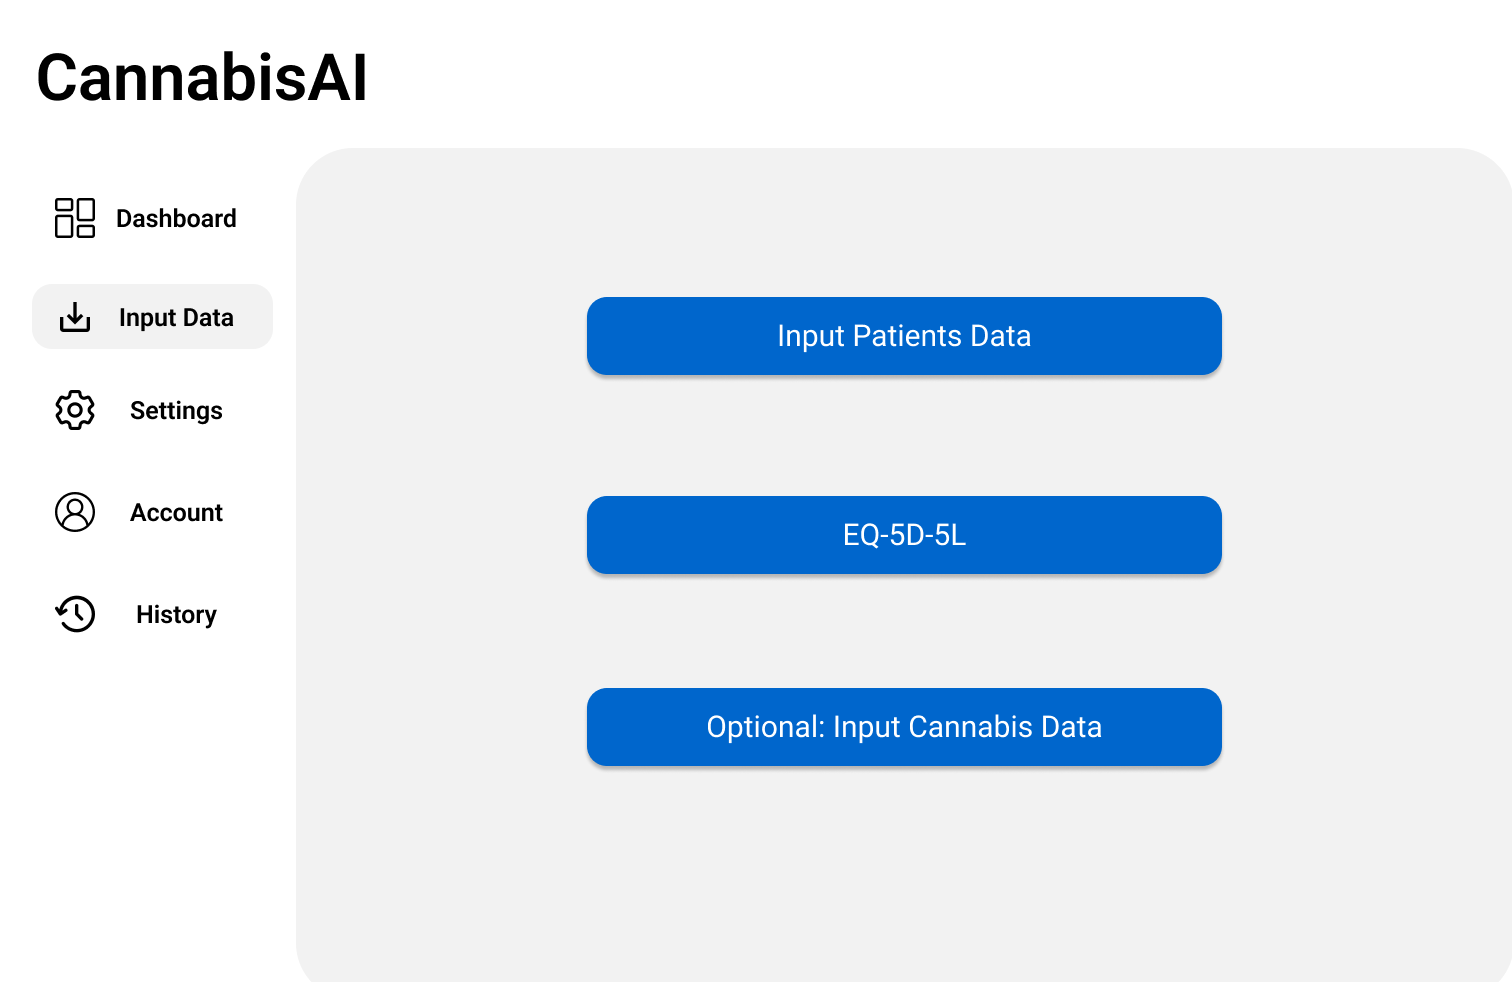 CannabisAI
Dashboard
Input Data
Settings
Account
History
Input Patients Data
EQ-5D-5L
Optional: Input Cannabis Data